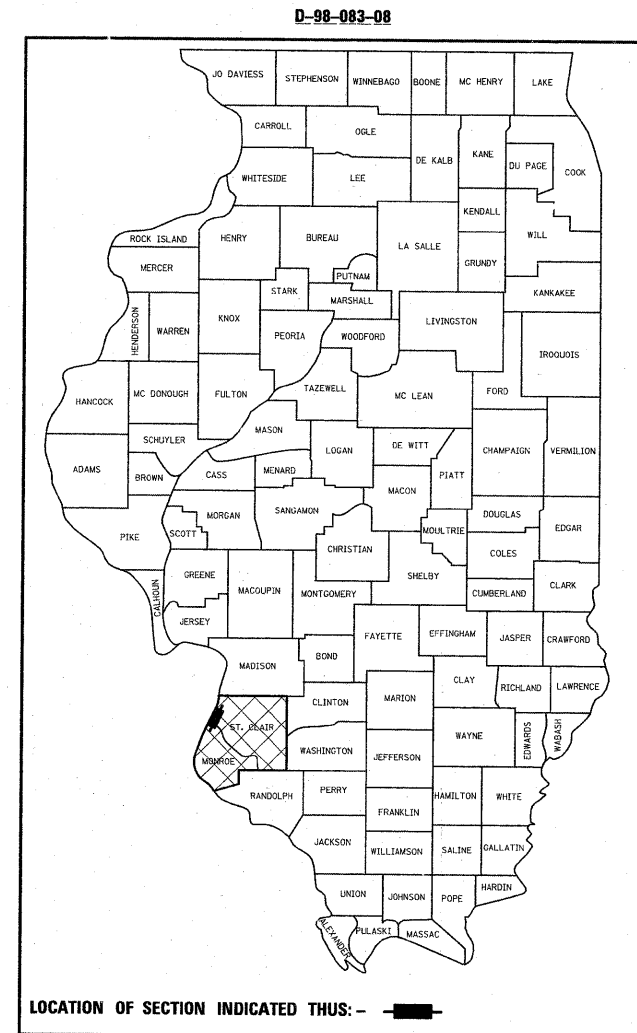 D-98-083-08
JO DAVIESS STEPHENSON WINNEBAGO BOONE MC HENRY LAKE
CARROLL OGLE DE KALB KANE DU PAGE COOK
WHITESIDE LEE
KENDALL
ROCK ISLAND HENRY BUREAU LA SALLE WILL
MERCER PUTNAM GRUNDY
STARK MARSHALL KANKAKEE
HENDERSON WARREN KNOX PEORIA WOODFORD LIVINGSTON IROQUOIS
HANCOCK MC DONOUGH FULTON TAZEWELL MC LEAN FORD
SCHUYLER MASON LOGAN DE WITT CHAMPAIGN VERMILION
ADAMS BROWN CASS MENARD PIATT
MACON
PIKE SCOTT MORGAN SANGAMON MOULTRIE DOUGLAS EDGAR
CHRISTIAN COLES
CALHOUN GREENE MACOUPIN MONTGOMERY SHELBY CUMBERLAND CLARK
JERSEY FAYETTE EFFINGHAM JASPER CRAWFORD
MADISON BOND
CLAY RICHLAND LAWRENCE
CLINTON MARION
ST. CLAIR WAYNE EDWARDS WABASH
WASHINGTON JEFFERSON
MONROE
RANDOLPH PERRY HAMILTON WHITE
FRANKLIN
JACKSON WILLIAMSON SALINE GALLATIN
UNION JOHNSON POPE HARDIN
ALEXANDER PULASKI MASSAC
LOCATION OF SECTION INDICATED THUS:-